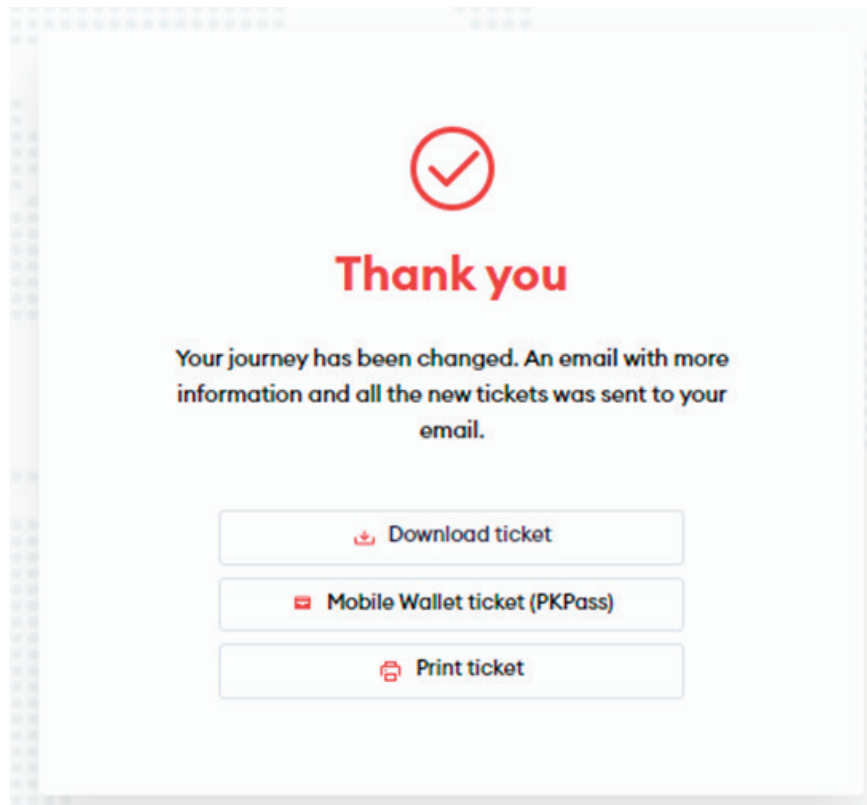 Thank you
Your journey has been changed. An email with more
information and all the new tickets was sent to your
email.
Download ticket
Mobile Wallet ticket (PKPass)
Print ticket